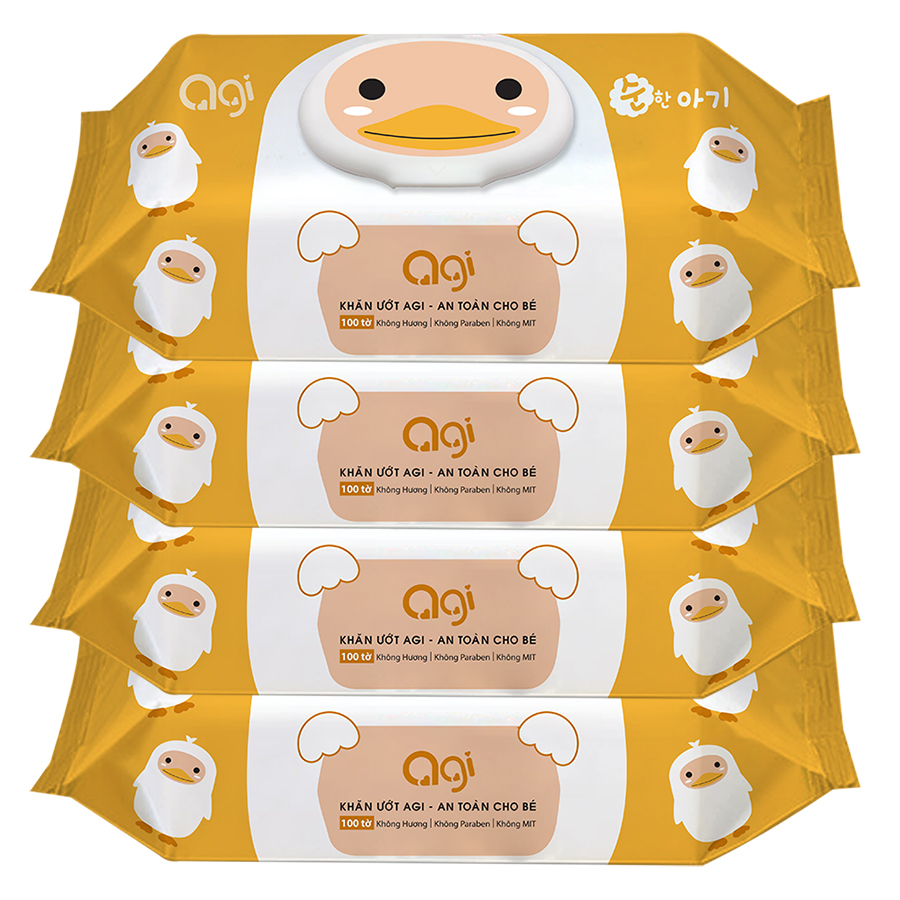 agi
순한 아기
agi
KHĂN ƯỚT AGI - AN TOÀN CHO BÉ
100 tờ Không Hương | Không Paraben | Không MIT
agi
KHĂN ƯỚT AGI - AN TOÀN CHO BÉ
100 tờ Không Hương | Không Paraben | Không MIT
agi
KHĂN ƯỚT AGI - AN TOÀN CHO BÉ
100 tờ Không Hương | Không Paraben | Không MIT
agi
KHĂN ƯỚT AGI - AN TOÀN CHO BÉ
100 tờ Không Hương | Không Paraben | Không MIT